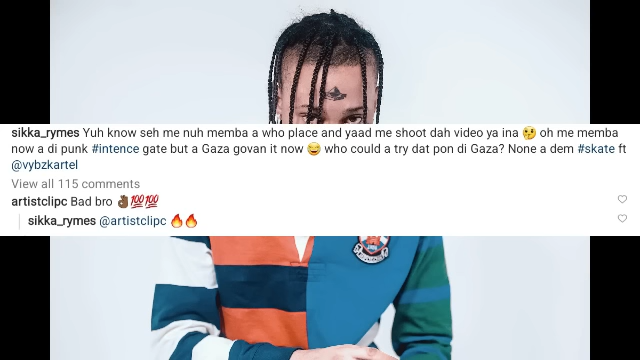 sikka_rymes Yuh know seh me nuh memba a who place and yaad me shoot dah video ya ina 🤔 oh me memba
now a di punk #intence gate but a Gaza govan it now 😂 who could a try dat pon di Gaza? None a dem #skate ft
@vybzkartel
View all 115 comments
artistclipc Bad bro 👌🏾💯💯
sikka_rymes @artistclipc 🔥🔥